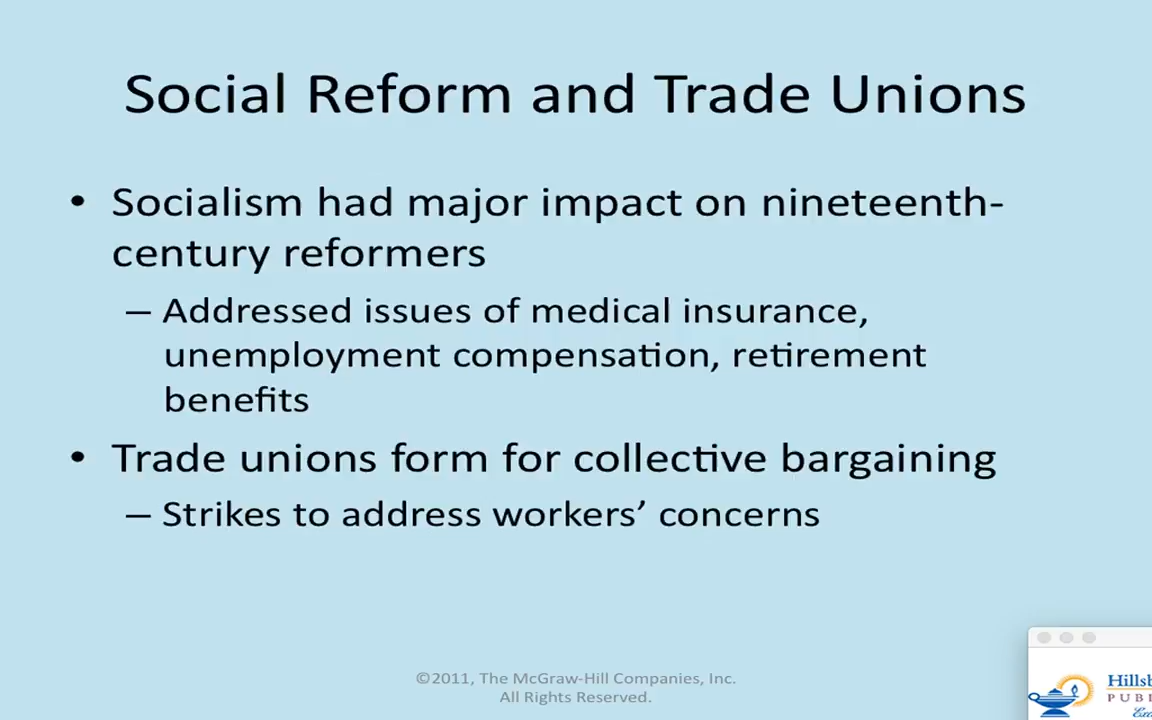 Social Reform and Trade Unions
• Socialism had major impact on nineteenth-
century reformers
– Addressed issues of medical insurance,
unemployment compensation, retirement
benefits
• Trade unions form for collective bargaining
– Strikes to address workers’ concerns
©2011, The McGraw-Hill Companies, Inc.
All Rights Reserved.